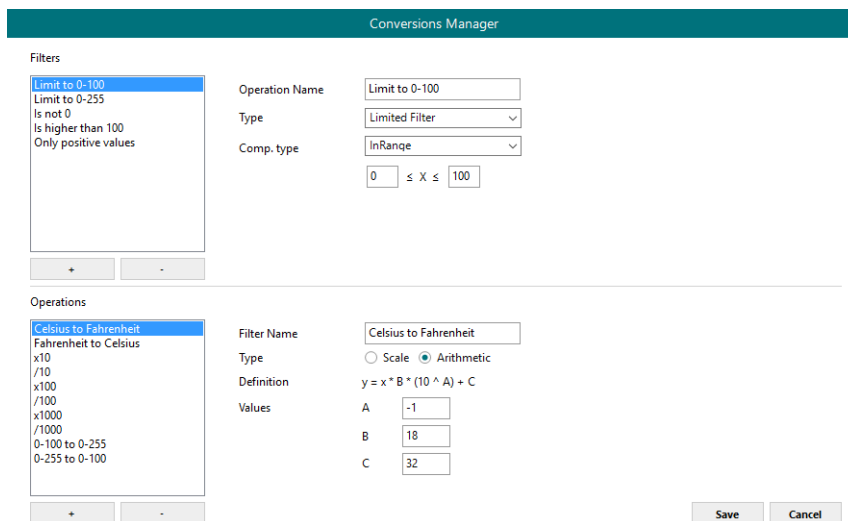 Conversions Manager
Filters
Limit to 0-100
Limit to 0-255
Is not 0
Is higher than 100
Only positive values
Operation Name Limit to 0-100
Type Limited Filter
Comp. type InRange
0 ≤ X ≤ 100
+ -
Operations
Celsius to Fahrenheit
Fahrenheit to Celsius
x10
/10
x100
/100
x1000
/1000
0-100 to 0-255
0-255 to 0-100
Filter Name Celsius to Fahrenheit
Type Scale Arithmetic
Definition y = x * B * (10 ^ A) + C
Values A -1
B 18
C 32
+ -
Save Cancel